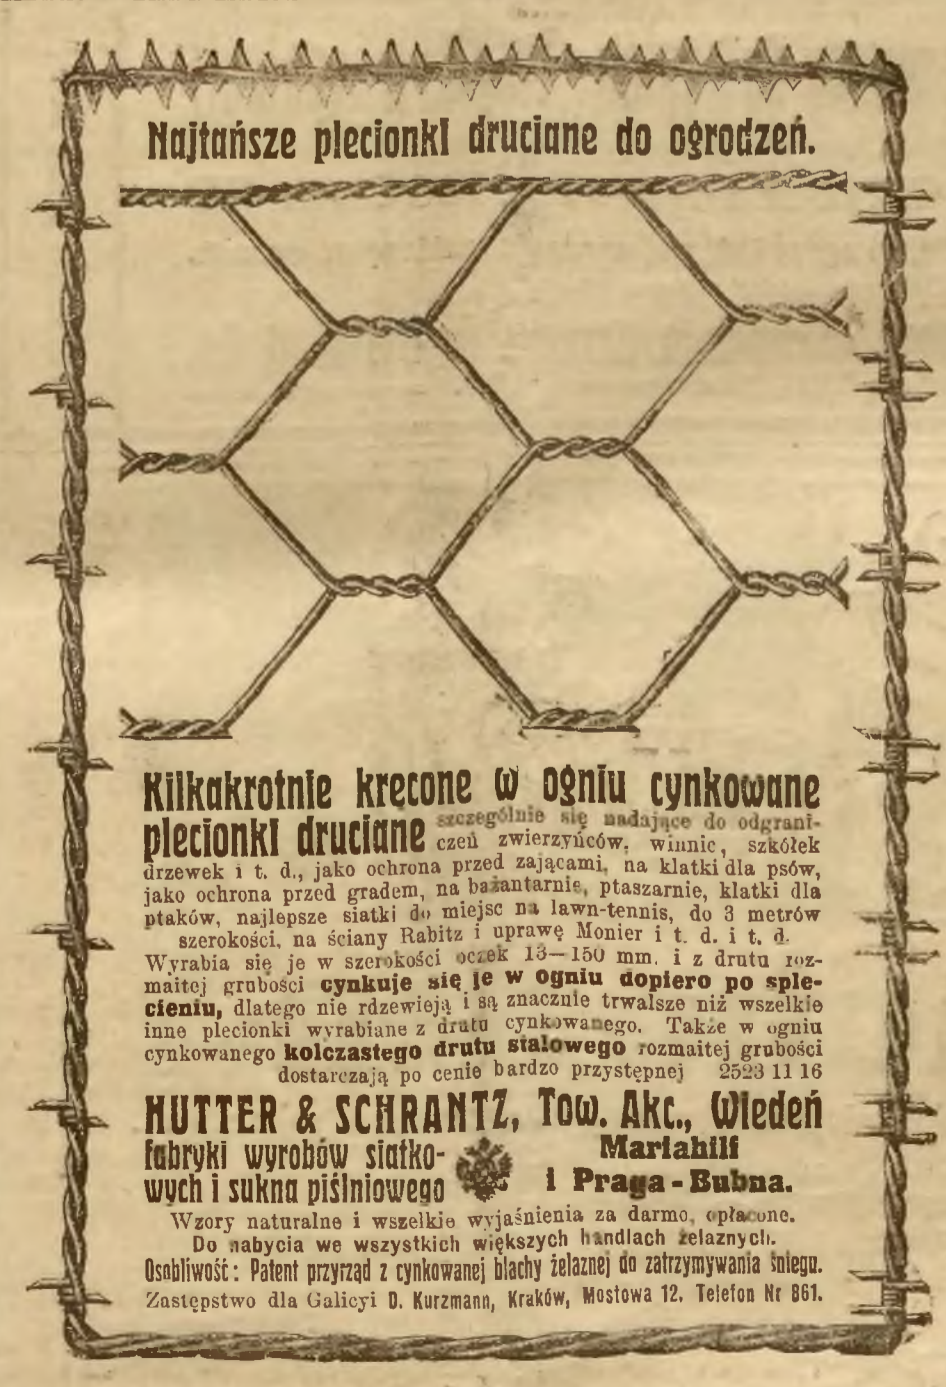 Najtańsze plecionki druciane do ogrodzeń.
Kilkakrotnie kręcone w ogniu cynkowane
plecionki druciane szczególnie się nadające do odgrani-
czeń zwierzyńców, winnic, szkółek
drzewek i t. d., jako ochrona przed zającami, na klatki dla psów,
jako ochrona przed gradem, na bażantarnie, ptaszarnie, klatki dla
ptaków, najlepsze siatki do miejsc na lawn-tennis, do 3 metrów
szerokości, na ściany Rabitz i uprawę Monier i t. d. i t. d.
Wyrabia się je w szerokości oczek 13—150 mm. i z drutu roz-
maitej grubości cynkuje się je w ogniu dopiero po sple-
cieniu, dlatego nie rdzewieją i są znacznie trwalsze niż wszelkie
inne plecionki wyrabiane z drutu cynkowanego. Także w ogniu
cynkowanego kolczastego drutu stalowego rozmaitej grubości
dostarczają po cenie bardzo przystępnej 2523 11 16
HUTTER & SCHRANTZ, Tow. Akc., Wiedeń
fabryki wyrobów siatko-
wych i sukna piślniowego
Mariahilf
i Praga - Bubna.
Wzory naturalne i wszelkie wyjaśnienia za darmo, opłacone.
Do nabycia we wszystkich większych handlach żelaznych.
Osobliwość: Patent przyrząd z cynkowanej blachy żelaznej do zatrzymywania śniegu.
Zastępstwo dla Galicyi D. Kurzmann, Kraków, Mostowa 12. Telefon Nr 861.